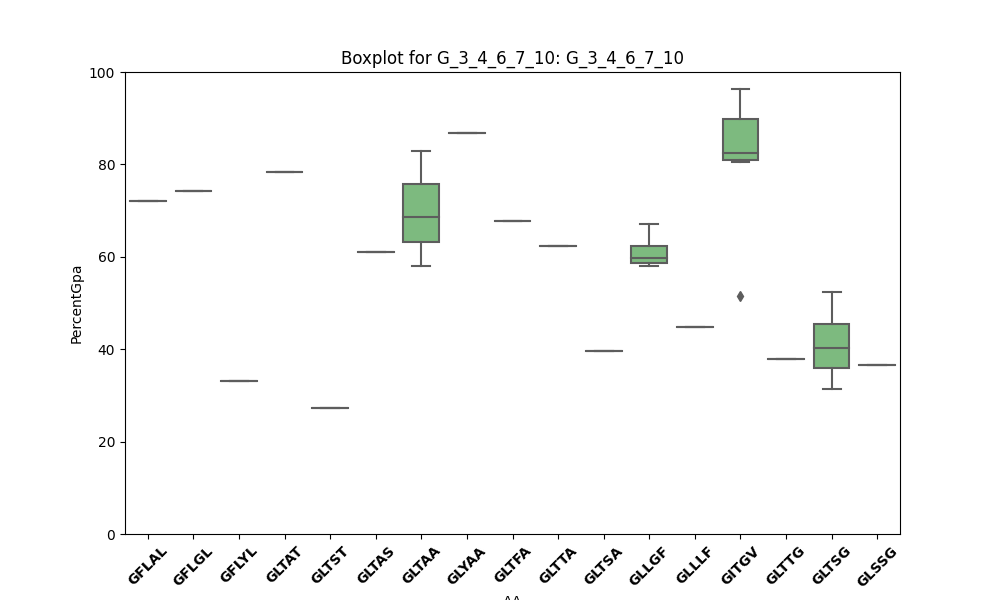 Boxplot for G_3_4_6_7_10: G_3_4_6_7_10
PercentGpa
100
80
60
40
20
0
GFLAL
GFLGL
GFLYL
GLTAT
GLTST
GLTAS
GLTAA
GLYAA
GLTFA
GLTTA
GLTSA
GLLGF
GLLLF
GITGV
GLTTG
GLTSG
GLSSG
AA